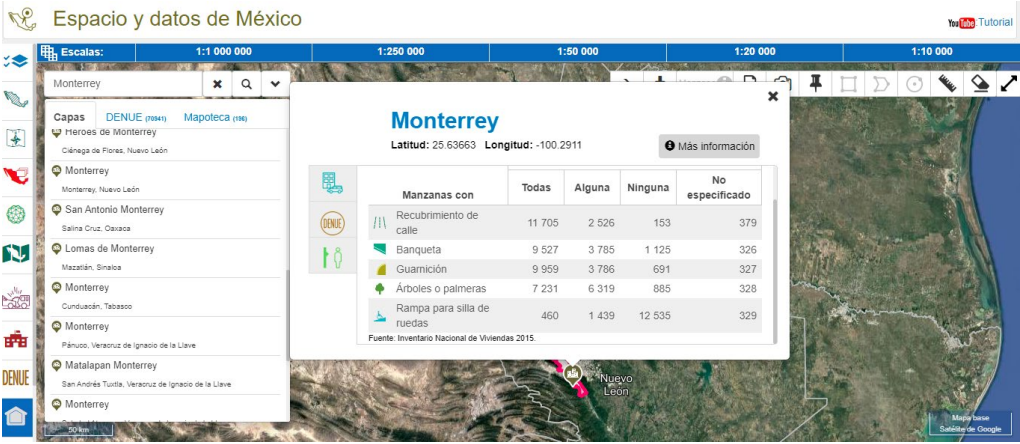 Espacio y datos de México
YouTube Tutorial
Escalas: 1:1 000 000 1:250 000 1:50 000 1:20 000 1:10 000
Monterrey
Capas DENUE (70941) Mapoteca (196)
Héroes de Monterrey
Ciénega de Flores, Nuevo León
Monterrey
Monterrey, Nuevo León
San Antonio Monterrey
Salina Cruz, Oaxaca
Lomas de Monterrey
Mazatlán, Sinaloa
Monterrey
Cunduacán, Tabasco
Monterrey
Pánuco, Veracruz de Ignacio de la Llave
Matalapan Monterrey
San Andrés Tuxtla, Veracruz de Ignacio de la Llave
Monterrey
DENUE
50 km
Monterrey
Latitud: 25.63663 Longitud: -100.2911
Más información
DENUE
Manzanas con Todas Alguna Ninguna No especificado
Recubrimiento de calle 11 705 2 526 153 379
Banqueta 9 527 3 785 1 125 326
Guarnición 9 959 3 786 691 327
Árboles o palmeras 7 231 6 319 885 328
Rampa para silla de ruedas 460 1 439 12 535 329
Fuente: Inventario Nacional de Viviendas 2015.
Nuevo
León
Mapa base
Satélite de Google